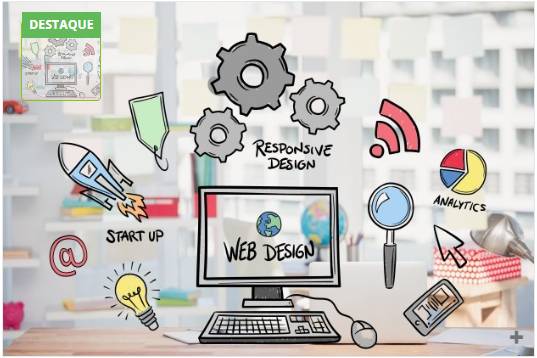 DESTAQUE
RESPONSIVE
DESIGN
ANALYTICS
START UP
WEB DESIGN
@